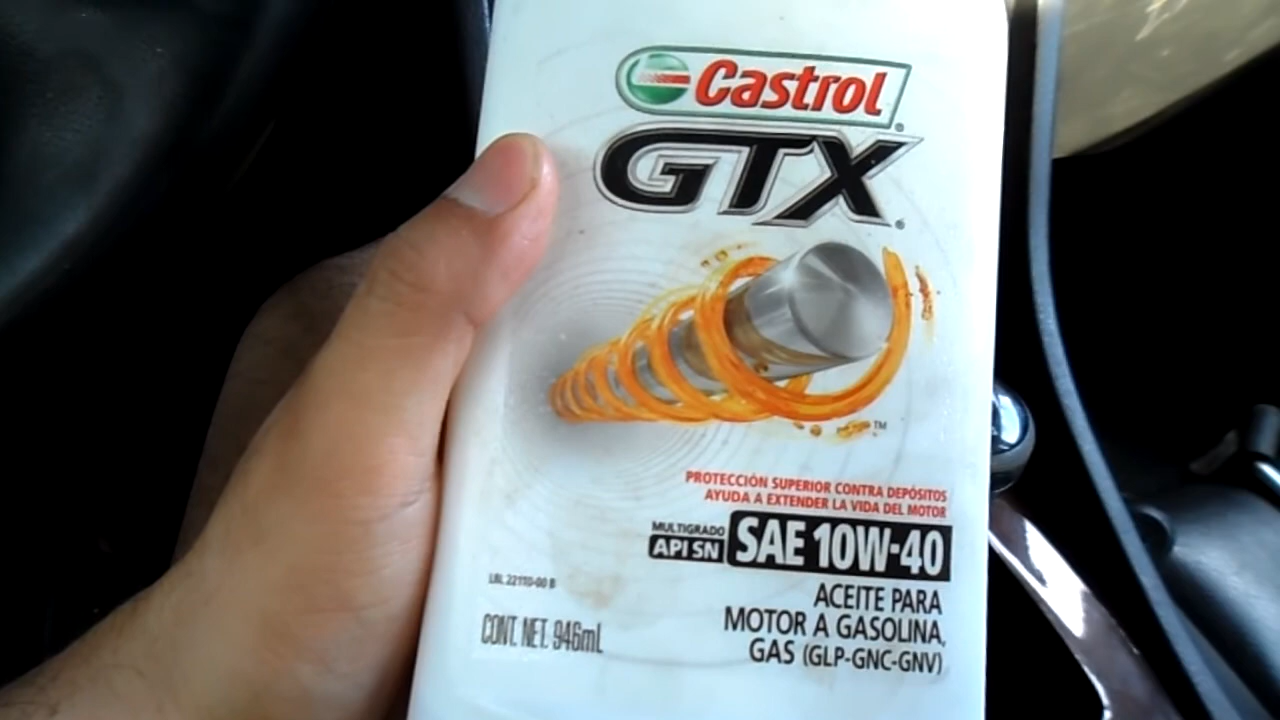 Castrol
GTX
PROTECCIÓN SUPERIOR CONTRA DEPÓSITOS
AYUDA A EXTENDER LA VIDA DEL MOTOR
MULTIGRADO
API SN
SAE 10W-40
LBL 22110-00 B
ACEITE PARA
MOTOR A GASOLINA,
CONT. NET. 946mL
GAS (GLP-GNC-GNV)